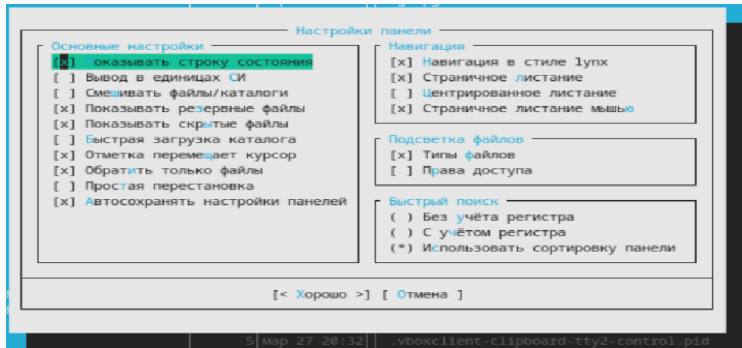 Настройки панели
Основные настройки
[x] оказывать строку состояния
[ ] Вывод в единицах СИ
[ ] Смешивать файлы/каталоги
[x] Показывать резервные файлы
[x] Показывать скрытые файлы
[ ] Быстрая загрузка каталога
[x] Отметка перемещает курсор
[x] Обратить только файлы
[ ] Простая перестановка
[x] Автосохранять настройки панелей
Навигация
[x] Навигация в стиле lynx
[x] Страничное листание
[ ] Центрированное листание
[x] Страничное листание мышью
Подсветка файлов
[x] Типы файлов
[ ] Права доступа
Быстрый поиск
( ) Без учёта регистра
( ) С учётом регистра
(*) Использовать сортировку панели
[< Хорошо >] [ Отмена ]
5 мар 27 20:32 .vboxclient-clipboard-tty2-control.pid